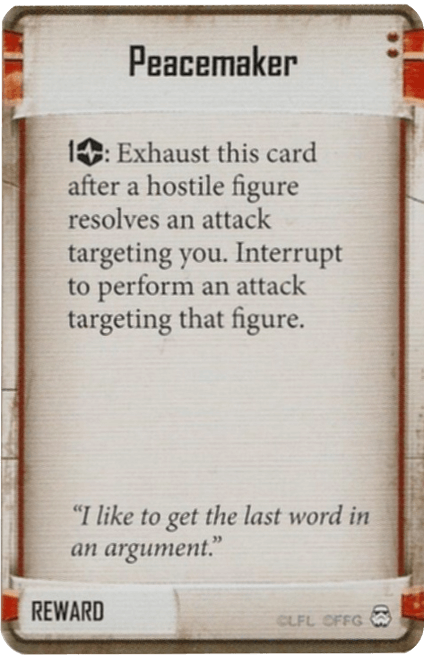 Peacemaker
1: Exhaust this card
after a hostile figure
resolves an attack
targeting you. Interrupt
to perform an attack
targeting that figure.
“I like to get the last word in
an argument.”
REWARD
©LFL ©FFG